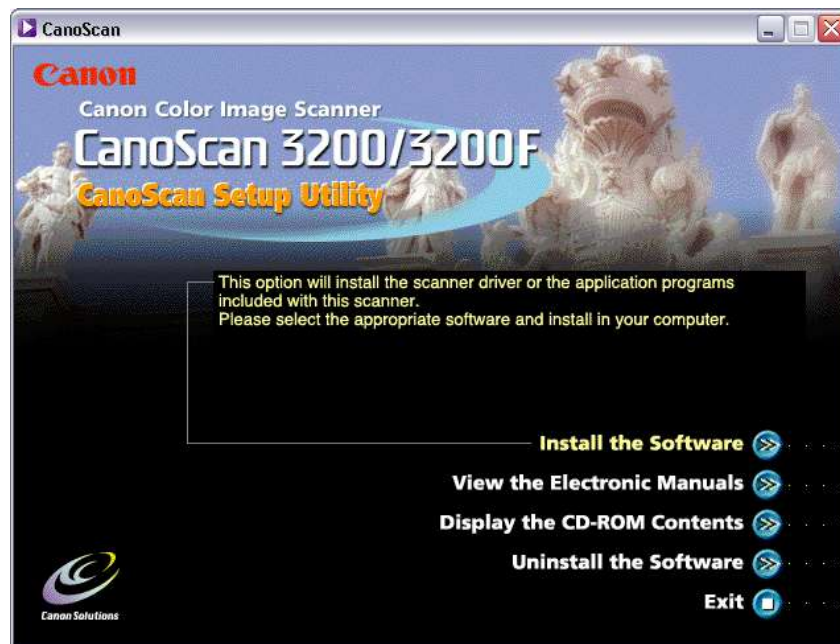 CanoScan
Canon
Canon Color Image Scanner
CanoScan 3200/3200F
CanoScan Setup Utility
This option will install the scanner driver or the application programs
included with this scanner.
Please select the appropriate software and install in your computer.
Install the Software
View the Electronic Manuals
Display the CD-ROM Contents
Uninstall the Software
Exit
Canon Solutions